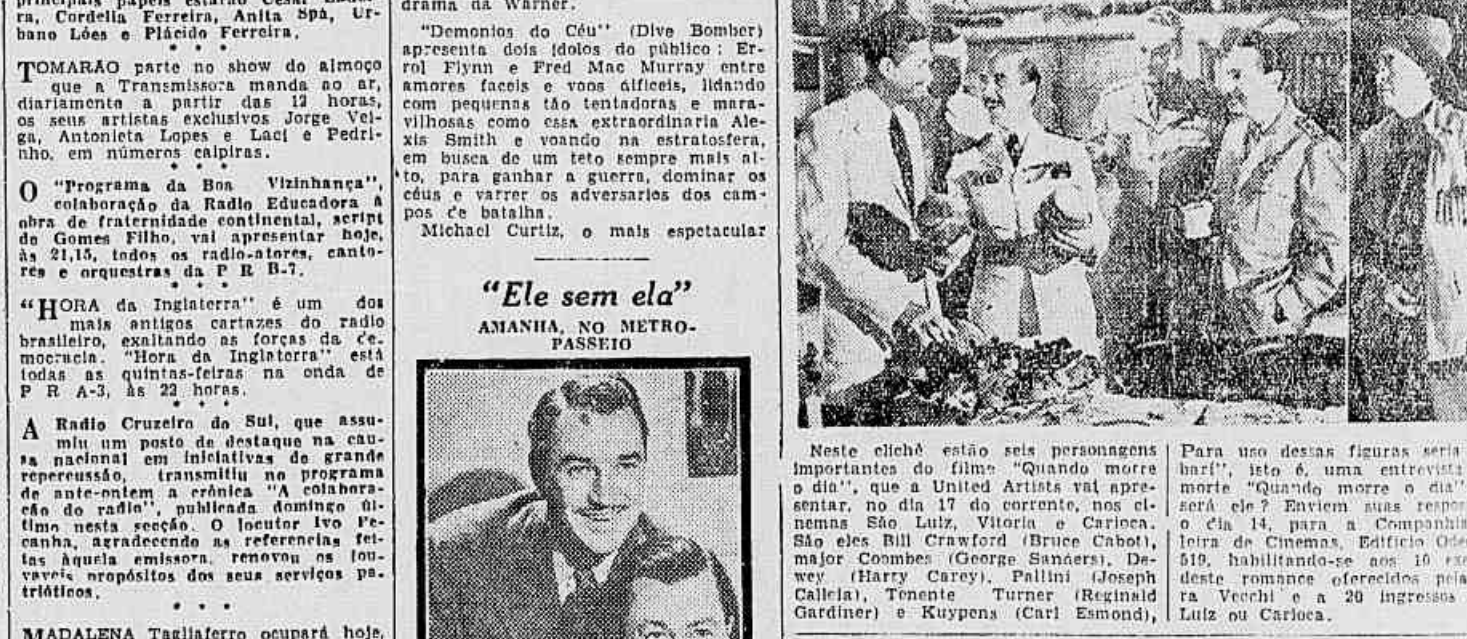 principais papéis estarão
ra, Cordelia Ferreira, Anita Spá, Ur-
bano Lóes e Plácido Ferreira.
* * *
TOMARÃO parte no show do almoço
que a Transmissora manda ao ar,
diariamente a partir das 12 horas,
os seus artistas exclusivos Jorge Vei-
ga, Antonieta Lopes e Laci e Pedri-
nho, em números caipiras.
* * *
O "Programa da Boa Vizinhança",
colaboração da Radio Educadora á
obra de fraternidade continental, script
de Gomes Filho, vai apresentar hoje,
às 21,15, todos os radio-atores, canto-
res e orquestras da P R B-7.
* * *
"HORA da Inglaterra" é um dos
mais antigos cartazes do radio
brasileiro, exaltando as forças da de-
mocracia. "Hora da Inglaterra" está
todas as quintas-feiras na onda de
P R A-3, às 22 horas.
* * *
A Radio Cruzeiro do Sul, que assu-
miu um posto de destaque na cau-
sa nacional em iniciativas de grande
repercussão, transmitiu no programa
de ante-ontem a crônica "A colabora-
ção do radio", publicada domingo úl-
timo nesta secção. O locutor Ivo Pe-
canha, agradecendo as referencias fei-
tas àquela emissora, renovou os lou-
vaveis propósitos dos seus serviços pa-
trióticos.
* * *
MADALENA Tagliaferro ocupará hoje,
drama da Warner.
"Demonios do Céu" (Dive Bomber)
apresenta dois idolos do público: Er-
rol Flynn e Fred Mac Murray entre
amores faceis e voos dificeis, lidando
com pequenas tão tentadoras e mara-
vilhosas como essa extraordinaria Ale-
xis Smith e voando na estratosfera,
em busca de um teto sempre mais al-
to, para ganhar a guerra, dominar os
céus e varrer os adversarios dos cam-
pos de batalha.
Michael Curtiz, o mais espetacular
"Ele sem ela"
AMANHA, NO METRO-
PASSEIO
Neste clichê estão seis personagens
importantes do filme "Quando morre
o dia", que a United Artists vai apre-
sentar, no dia 17 do corrente, nos ci-
nemas São Luiz, Vitoria e Carioca.
São eles Bill Crawford (Bruce Cabot),
major Coombes (George Sanders), De-
wey (Harry Carey), Pallini (Joseph
Calleia), Tenente Turner (Reginald
Gardiner) e Kuypens (Carl Esmond),
Para uso dessas figuras seria
bari", isto é, uma entrevista
morte "Quando morre o dia"
será ele? Enviem suas respos
o dia 14, para a Companhia
leira de Cinemas, Edificio Ode
519, habilitando-se aos 10 exe
deste romance oferecidos pela
ra Vecchi e a 20 ingressos
Luiz ou Carioca.